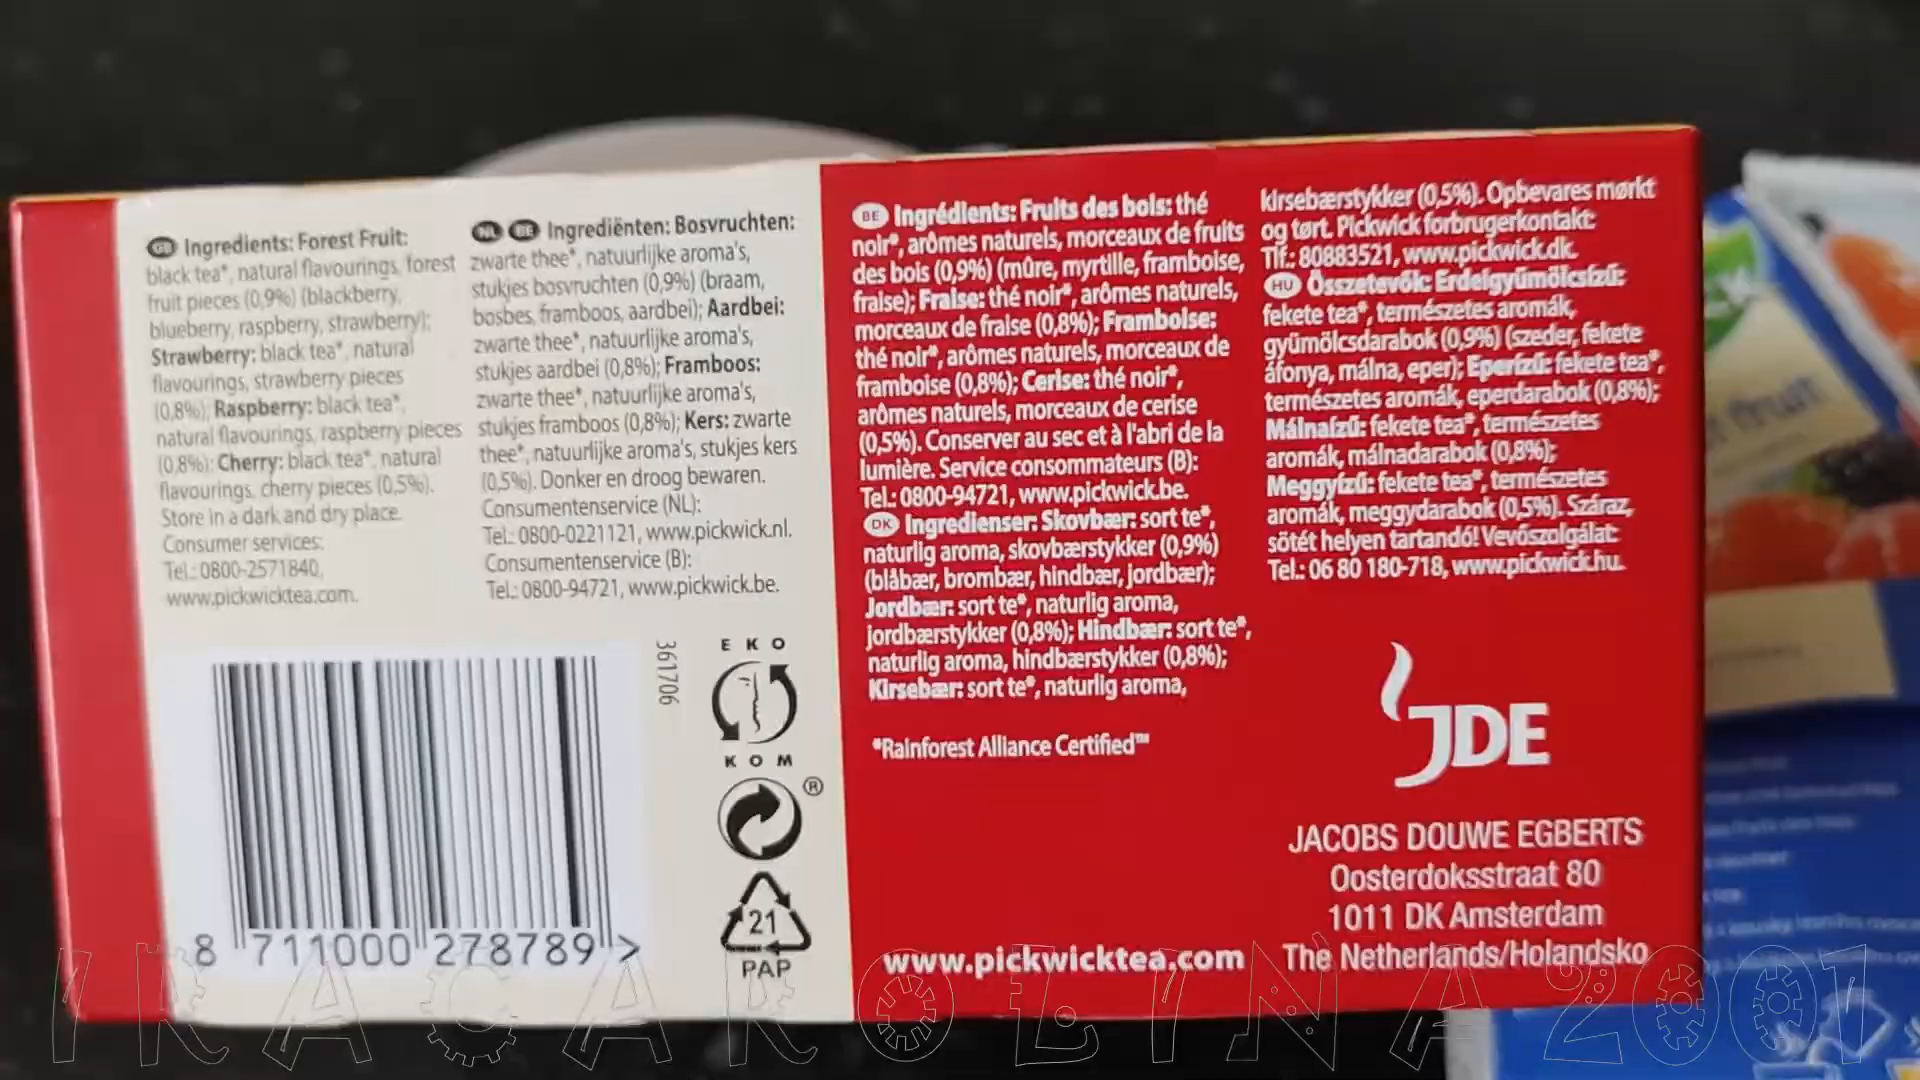 GB Ingredients: Forest Fruit:
black tea*, natural flavourings, forest
fruit pieces (0,9%) (blackberry,
blueberry, raspberry, strawberry);
Strawberry: black tea*, natural
flavourings, strawberry pieces
(0,8%); Raspberry: black tea*,
natural flavourings, raspberry pieces
(0,8%); Cherry: black tea*, natural
flavourings, cherry pieces (0,5%).
Store in a dark and dry place.
Consumer services:
Tel.: 0800-2571840,
www.pickwicktea.com.
NL BE Ingrediënten: Bosvruchten:
zwarte thee*, natuurlijke aroma's,
stukjes bosvruchten (0,9%) (braam,
bosbes, framboos, aardbei); Aardbei:
zwarte thee*, natuurlijke aroma's,
stukjes aardbei (0,8%); Framboos:
zwarte thee*, natuurlijke aroma's,
stukjes framboos (0,8%); Kers: zwarte
thee*, natuurlijke aroma's, stukjes kers
(0,5%). Donker en droog bewaren.
Consumentenservice (NL):
Tel.: 0800-0221121, www.pickwick.nl.
Consumentenservice (B):
Tel.: 0800-94721, www.pickwick.be.
8 711000 278789 >
361706
EKO
KOM
®
21
PAP
BE Ingrédients: Fruits des bois: thé
noir*, arômes naturels, morceaux de fruits
des bois (0,9%) (mûre, myrtille, framboise,
fraise); Fraise: thé noir*, arômes naturels,
morceaux de fraise (0,8%); Framboise:
thé noir*, arômes naturels, morceaux de
framboise (0,8%); Cerise: thé noir*,
arômes naturels, morceaux de cerise
(0,5%). Conserver au sec et à l'abri de la
lumière. Service consommateurs (B):
Tel.: 0800-94721, www.pickwick.be.
DK Ingredienser: Skovbær: sort te*,
naturlig aroma, skovbærstykker (0,9%)
(blåbær, brombær, hindbær, jordbær);
Jordbær: sort te*, naturlig aroma,
jordbærstykker (0,8%); Hindbær: sort te*,
naturlig aroma, hindbærstykker (0,8%);
Kirsebær: sort te*, naturlig aroma,
*Rainforest Alliance Certified™
www.pickwicktea.com
kirsebærstykker (0,5%). Opbevares mørkt
og tørt. Pickwick forbrugerkontakt:
Tlf.: 80883521, www.pickwick.dk.
HU Összetevők: Erdeigyümölcsízű:
fekete tea*, természetes aromák,
gyümölcsdarabok (0,9%) (szeder, fekete
áfonya, málna, eper); Eperízű: fekete tea*,
természetes aromák, eperdarabok (0,8%);
Málnaízű: fekete tea*, természetes
aromák, málnadarabok (0,8%);
Meggyízű: fekete tea*, természetes
aromák, meggydarabok (0,5%). Száraz,
sötét helyen tartandó! Vevőszolgálat:
Tel.: 06 80 180-718, www.pickwick.hu.
JDE
JACOBS DOUWE EGBERTS
Oosterdoksstraat 80
1011 DK Amsterdam
The Netherlands/Holandsko
fruit
IRACAROLINA2001